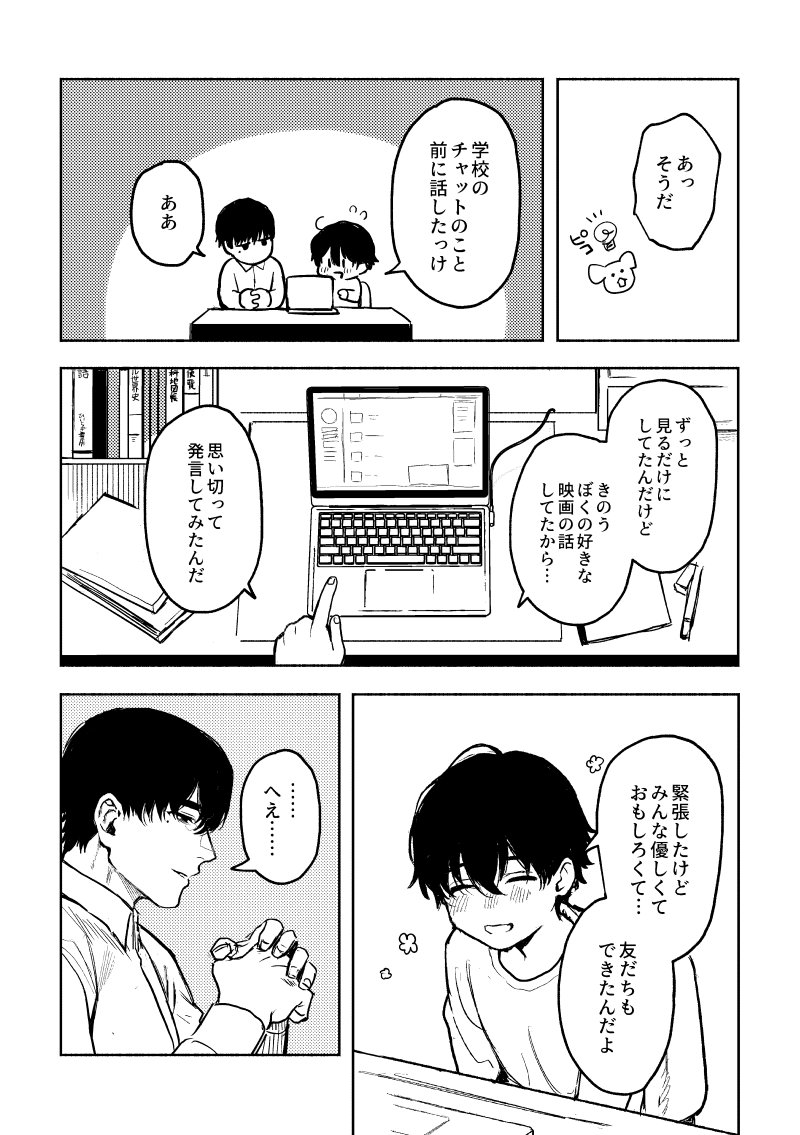 あっ
そうだ
ピコ
学校の
チャットのこと
前に話したっけ
ああ
ずっと
見るだけに
してたんだけど
きのう
ぼくの好きな
映画の話
してたから…
思い切って
発言してみたんだ
世界史
緊張したけど
みんな優しくて
おもしろくて…
友だちも
できたんだよ
……
へえ……